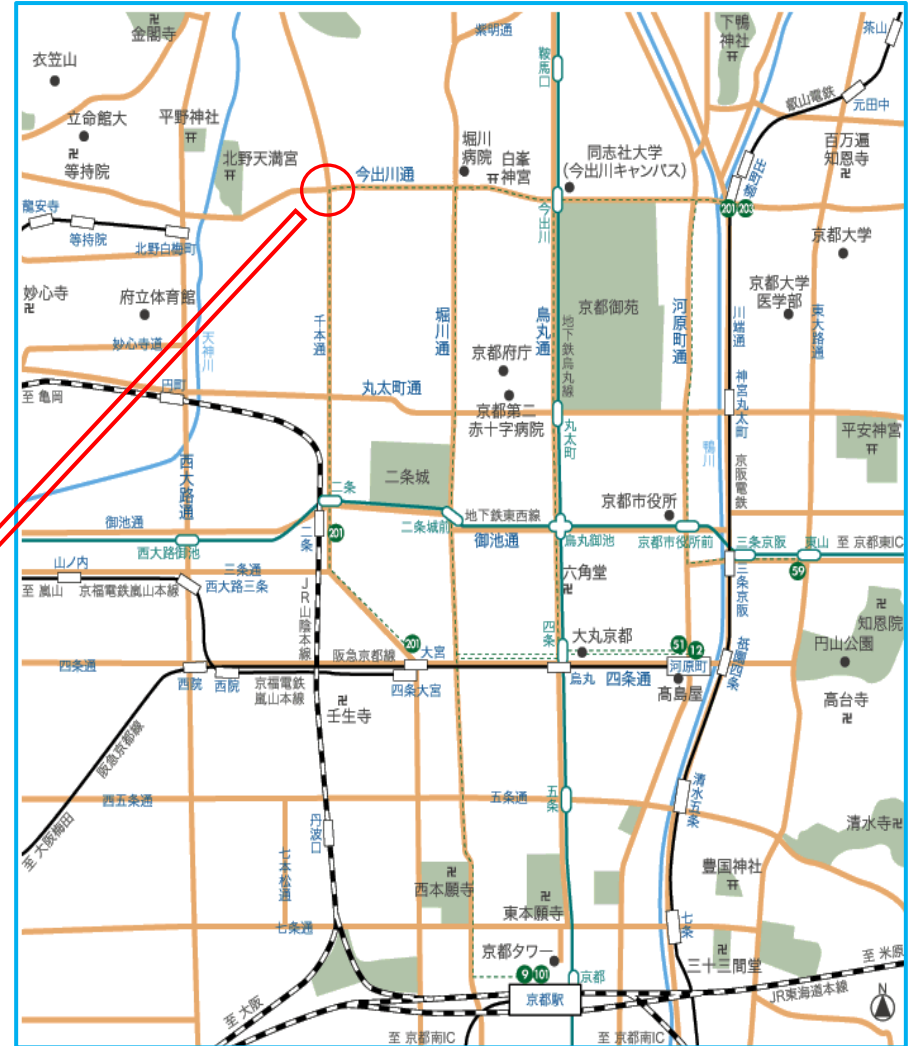 金閣寺
紫明通
下鴨
神社
茶山
衣笠山
鞍馬口
叡山電鉄
元田中
立命館大
平野神社
等持院
北野天満宮
今出川通
堀川
病院
白峯
神宮
同志社大学
(今出川キャンパス)
出町柳
百万遍
知恩寺
龍安寺
等持院
北野白梅町
今出川
201 203
京都大学
妙心寺
府立体育館
天神川
千本通
堀川通
烏丸通
地下鉄烏丸線
京都御苑
河原町通
川端通
京都大学
医学部
東大路通
妙心寺道
京都府庁
円町
至 亀岡
丸太町通
京都第二
赤十字病院
丸太町
神宮丸太町
鴨川
京阪電鉄
平安神宮
西大路通
二条城
二条
京都市役所
御池通
二条
201
二条城前
地下鉄東西線
御池通
烏丸御池
京都市役所前
三条京阪
東山
至 京都東IC
西大路御池
山ノ内
三条通
西大路三条
至 嵐山
京福電鉄嵐山本線
JR山陰本線
六角堂
三条京阪
59
知恩院
円山公園
四条
大丸京都
51
12
祇園四条
201
四条通
阪急京都線
大宮
西院
西院
京福電鉄
嵐山本線
四条大宮
烏丸
四条通
河原町
髙島屋
高台寺
壬生寺
阪急京都線
至 大阪梅田
西五条通
五条通
五条
清水五条
丹波口
清水寺
七本松通
西本願寺
東本願寺
豊国神社
七条通
七条
京都タワー
三十三間堂
至 米原
9 101
京都
京都駅
JR東海道本線
至 大阪
至 京都南IC
至 京都南IC
N